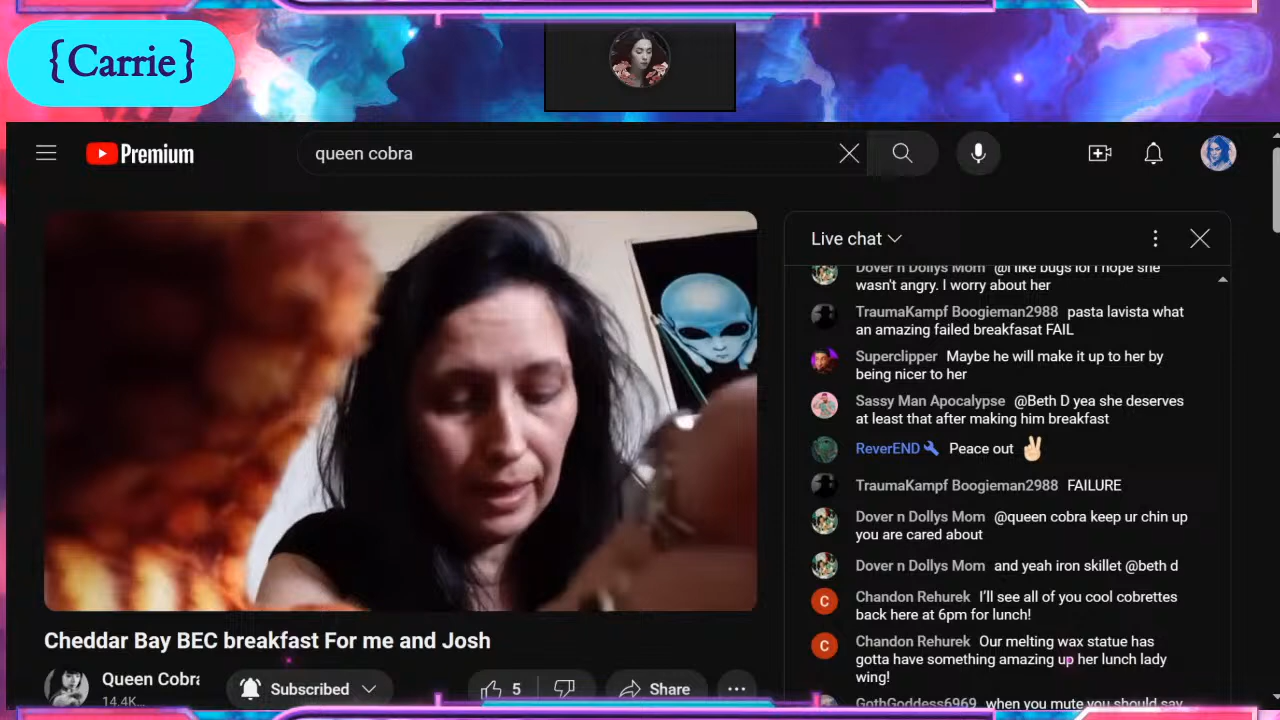 {Carrie}
Premium
queen cobra
Live chat
Dover n Dollys Mom @i like bugs lol i hope she
wasn't angry. I worry about her
TraumaKampf Boogieman2988 pasta lavista what
an amazing failed breakfasat FAIL
Superclipper Maybe he will make it up to her by
being nicer to her
Sassy Man Apocalypse @Beth D yea she deserves
at least that after making him breakfast
ReverEND Peace out
TraumaKampf Boogieman2988 FAILURE
Dover n Dollys Mom @queen cobra keep ur chin up
you are cared about
Dover n Dollys Mom and yeah iron skillet @beth d
Chandon Rehurek I'll see all of you cool cobrettes
back here at 6pm for lunch!
Chandon Rehurek Our melting wax statue has
gotta have something amazing up her lunch lady
wing!
GothGoddess6969 when you mute you should say
Cheddar Bay BEC breakfast For me and Josh
Queen Cobra
14.4K...
Subscribed
5
Share
C
C